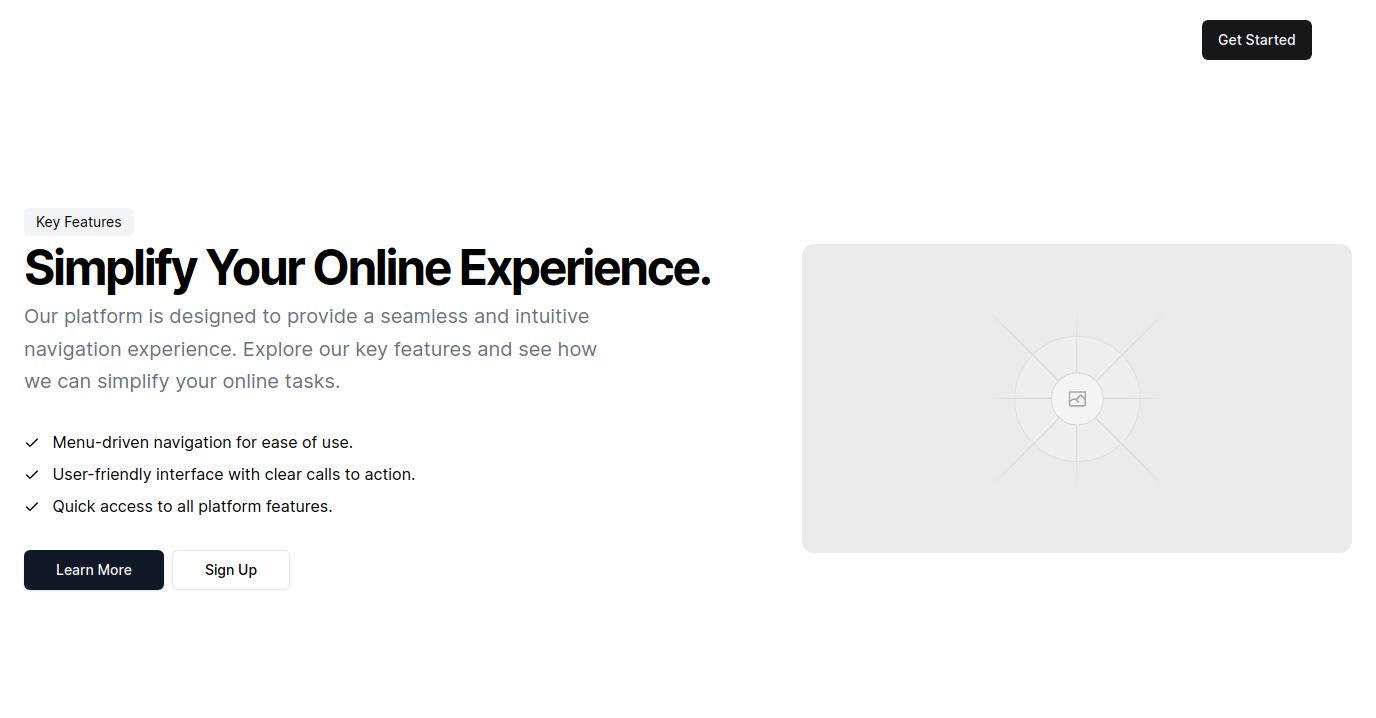 Get Started
Key Features
Simplify Your Online Experience.
Our platform is designed to provide a seamless and intuitive
navigation experience. Explore our key features and see how
we can simplify your online tasks.
Menu-driven navigation for ease of use.
User-friendly interface with clear calls to action.
Quick access to all platform features.
Learn More
Sign Up